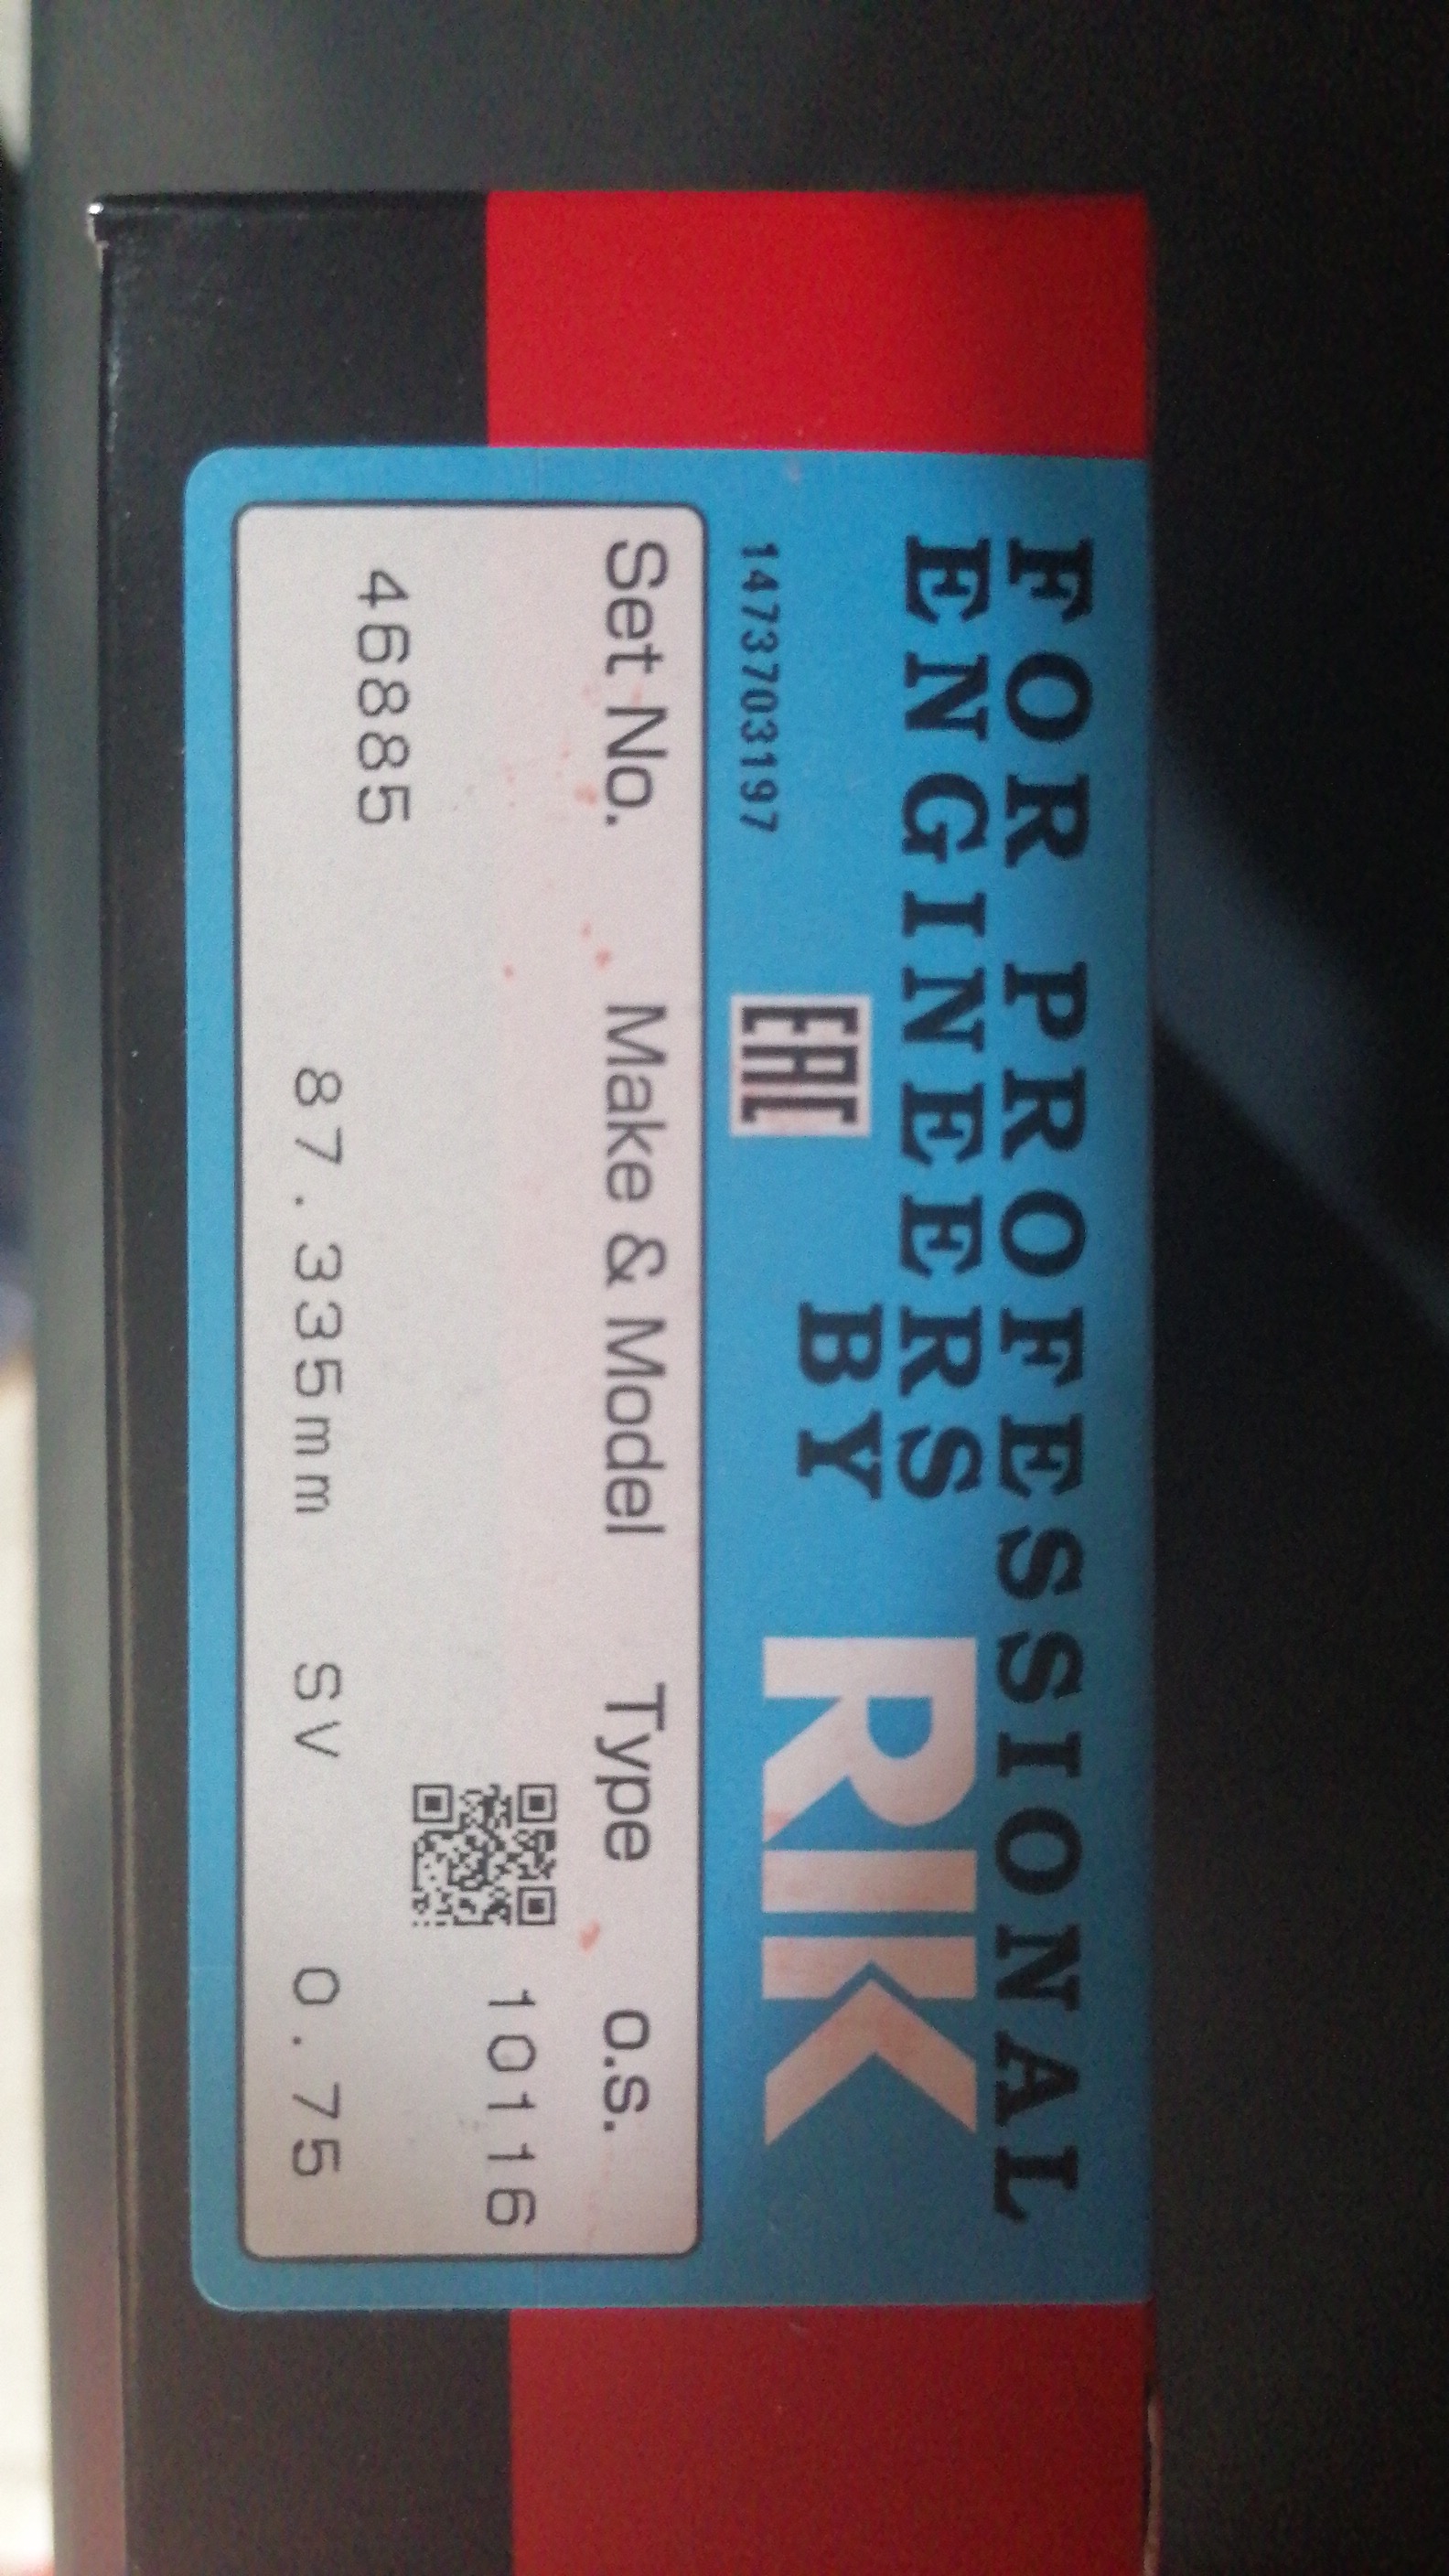 FOR PROFESSIONAL
ENGINEERS
BY RIK
1473703197
EAC
Set No. Make & Model Type o.s.
10116
46885
87.335mm SV 0.75